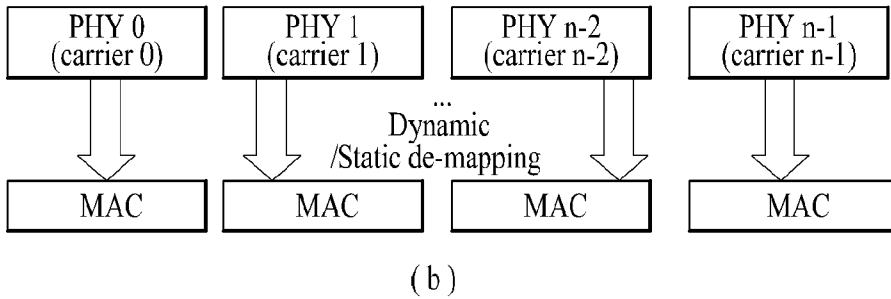 PHY 0
(carrier 0)
PHY 1
(carrier 1)
PHY n-2
(carrier n-2)
PHY n-1
(carrier n-1)
...
Dynamic
/Static de-mapping
MAC
MAC
MAC
MAC
( b )